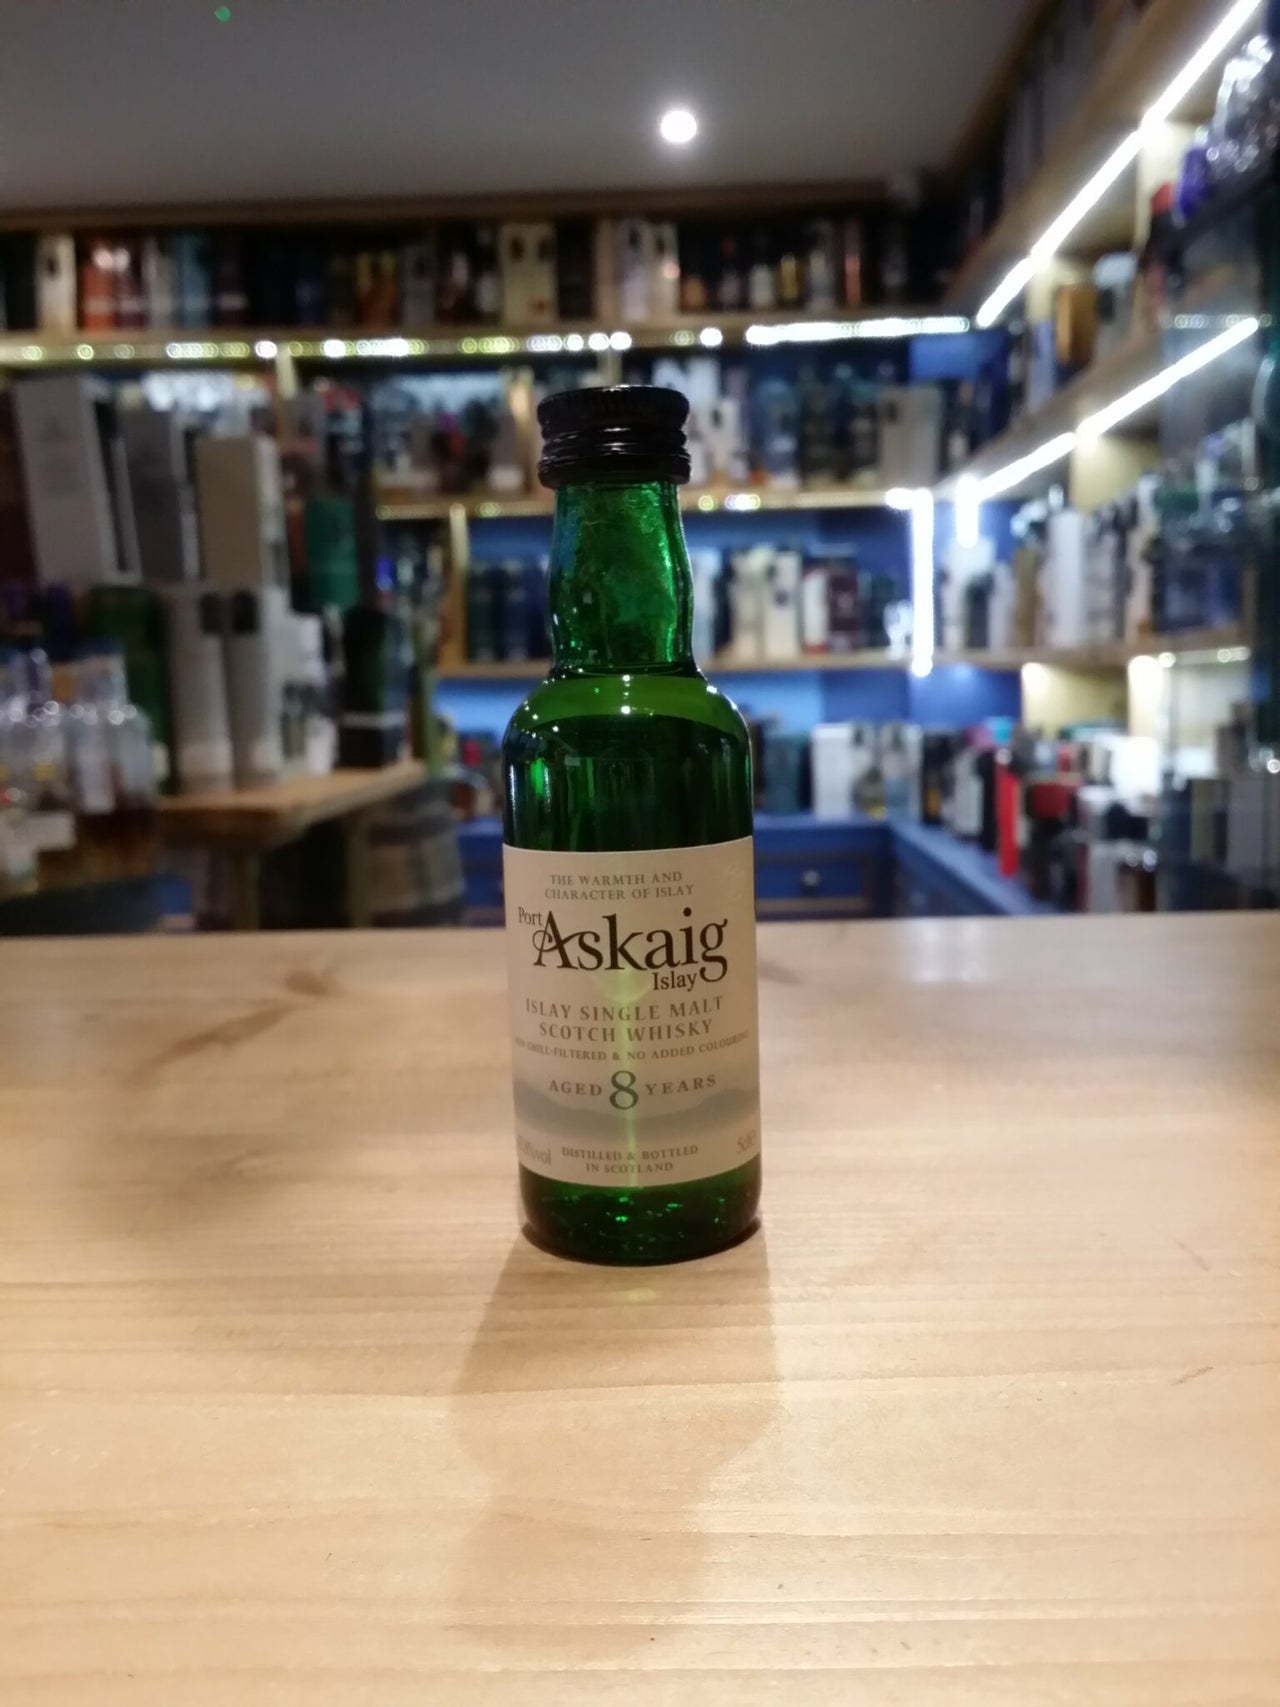 THE WARMTH AND
CHARACTER OF ISLAY
Port
Askaig
Islay
ISLAY SINGLE MALT
SCOTCH WHISKY
CHILL-FILTERED & NO ADDED COLOURING
AGED 8 YEARS
DISTILLED & BOTTLED
IN SCOTLAND